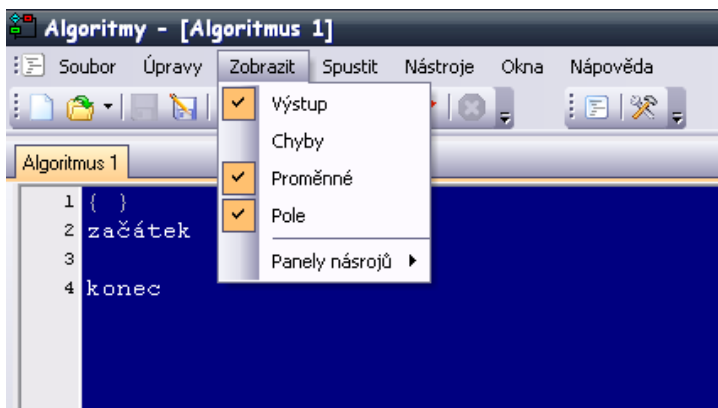 Algoritmy - [Algoritmus 1]
Soubor Úpravy Zobrazit Spustit Nástroje Okna Nápověda
Výstup
Chyby
Proměnné
Pole
Panely násrojů
Algoritmus 1
1 { }
2 začátek
3
4 konec